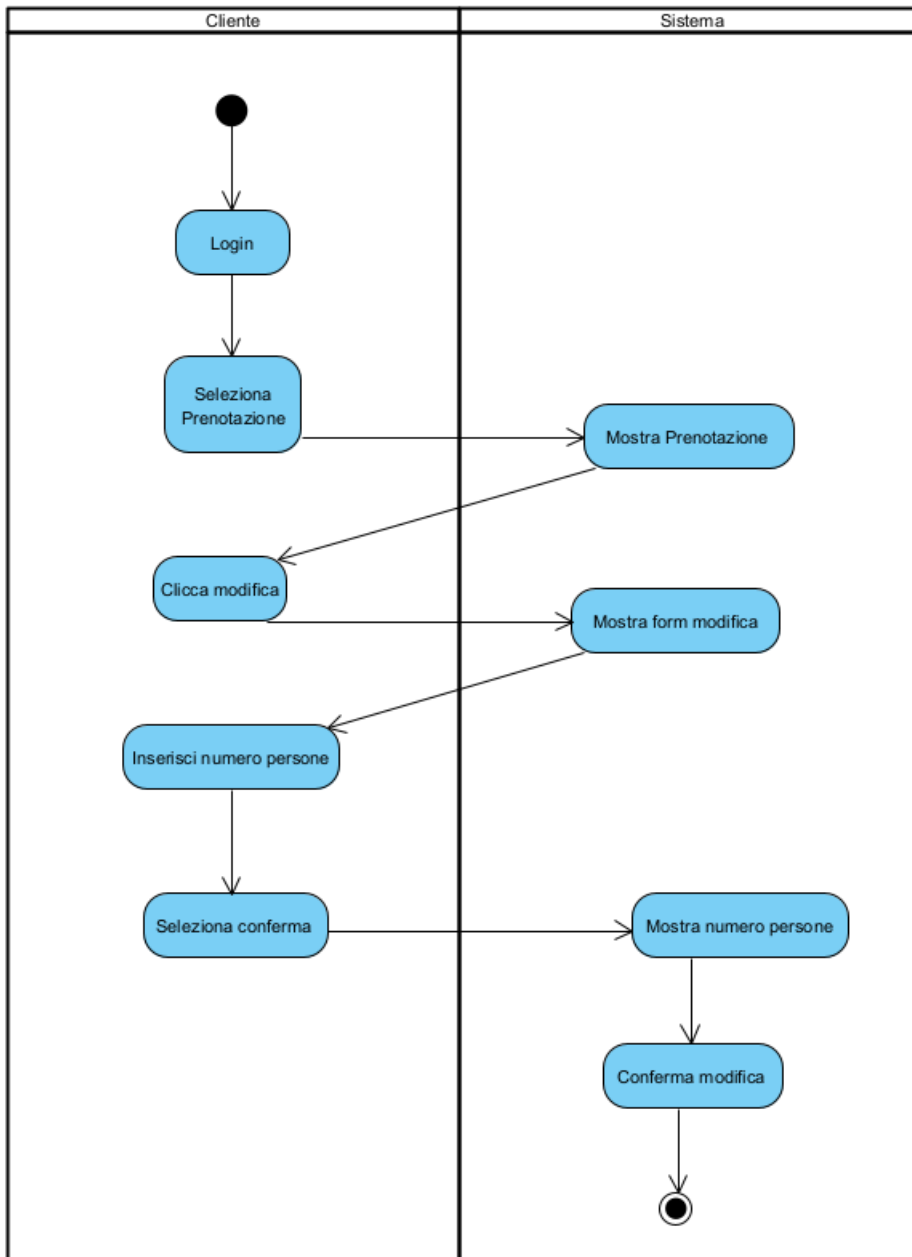 Cliente
Sistema
Login
Seleziona
Prenotazione
Mostra Prenotazione
Clicca modifica
Mostra form modifica
Inserisci numero persone
Seleziona conferma
Mostra numero persone
Conferma modifica